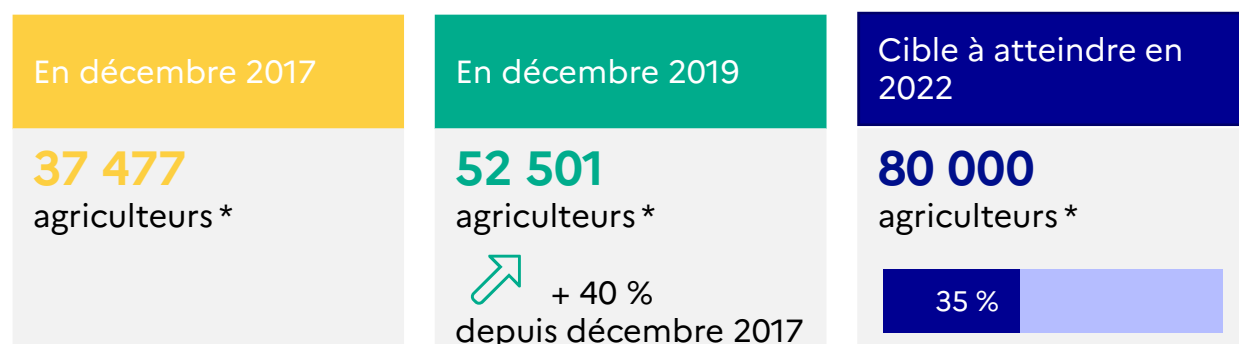 En décembre 2017
37 477
agriculteurs *
En décembre 2019
52 501
agriculteurs *
+ 40 %
depuis décembre 2017
Cible à atteindre en
2022
80 000
agriculteurs *
35 %